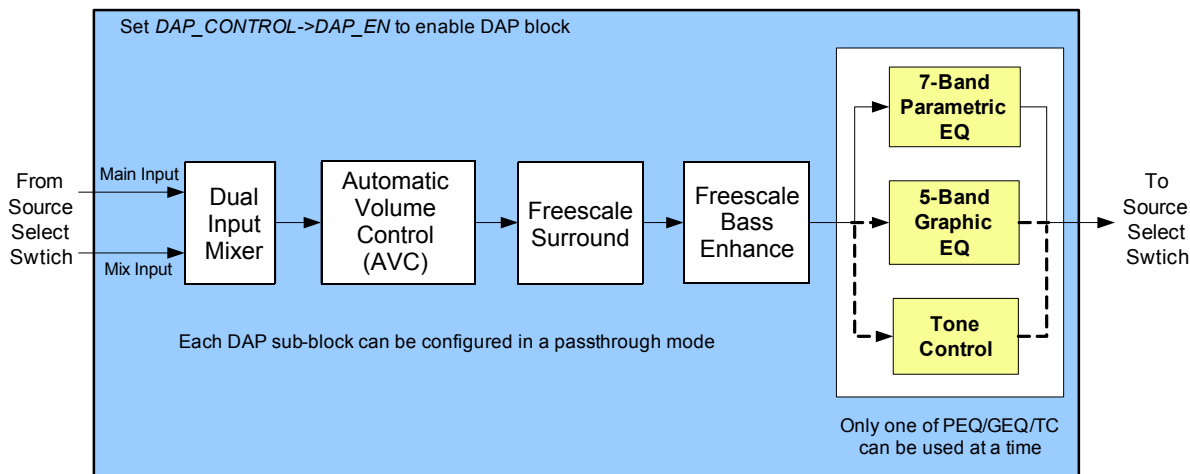 Set DAP_CONTROL->DAP_EN to enable DAP block
From
Source
Select
Swtich
Main Input
Mix Input
Dual
Input
Mixer
Automatic
Volume
Control
(AVC)
Freescale
Surround
Freescale
Bass
Enhance
7-Band
Parametric
EQ
5-Band
Graphic
EQ
Tone
Control
To
Source
Select
Swtich
Each DAP sub-block can be configured in a passthrough mode
Only one of PEQ/GEQ/TC
can be used at a time